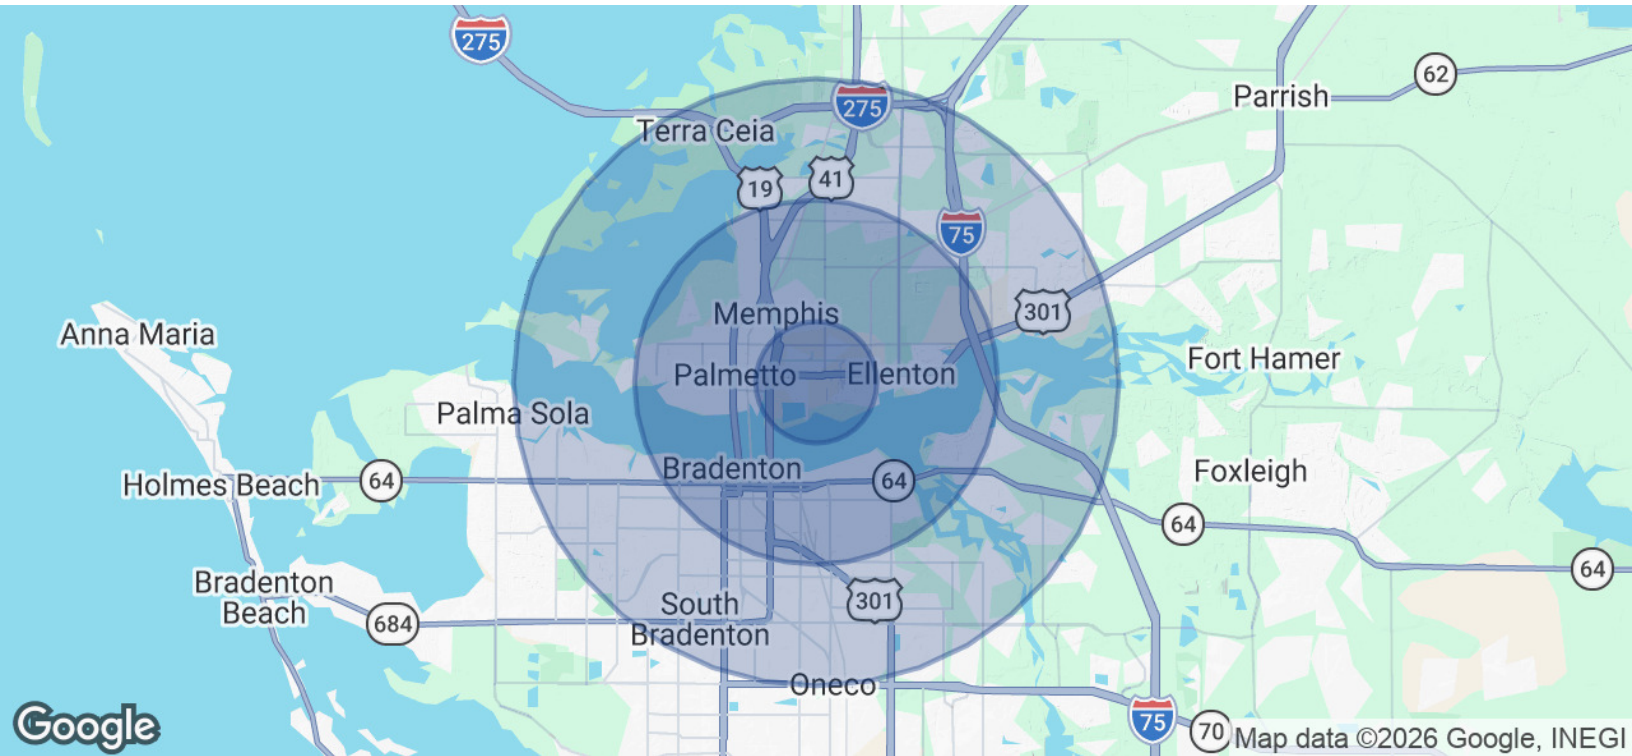 275
62
Parrish
275
Terra Ceia
41
19
75
301
Memphis
Anna Maria
Fort Hamer
Palmetto
Ellenton
Palma Sola
Bradenton
Foxleigh
64
64
Holmes Beach
64
64
Bradenton
Beach
301
South
Bradenton
684
Oneco
75
70
Google
Map data ©2026 Google, INEGI